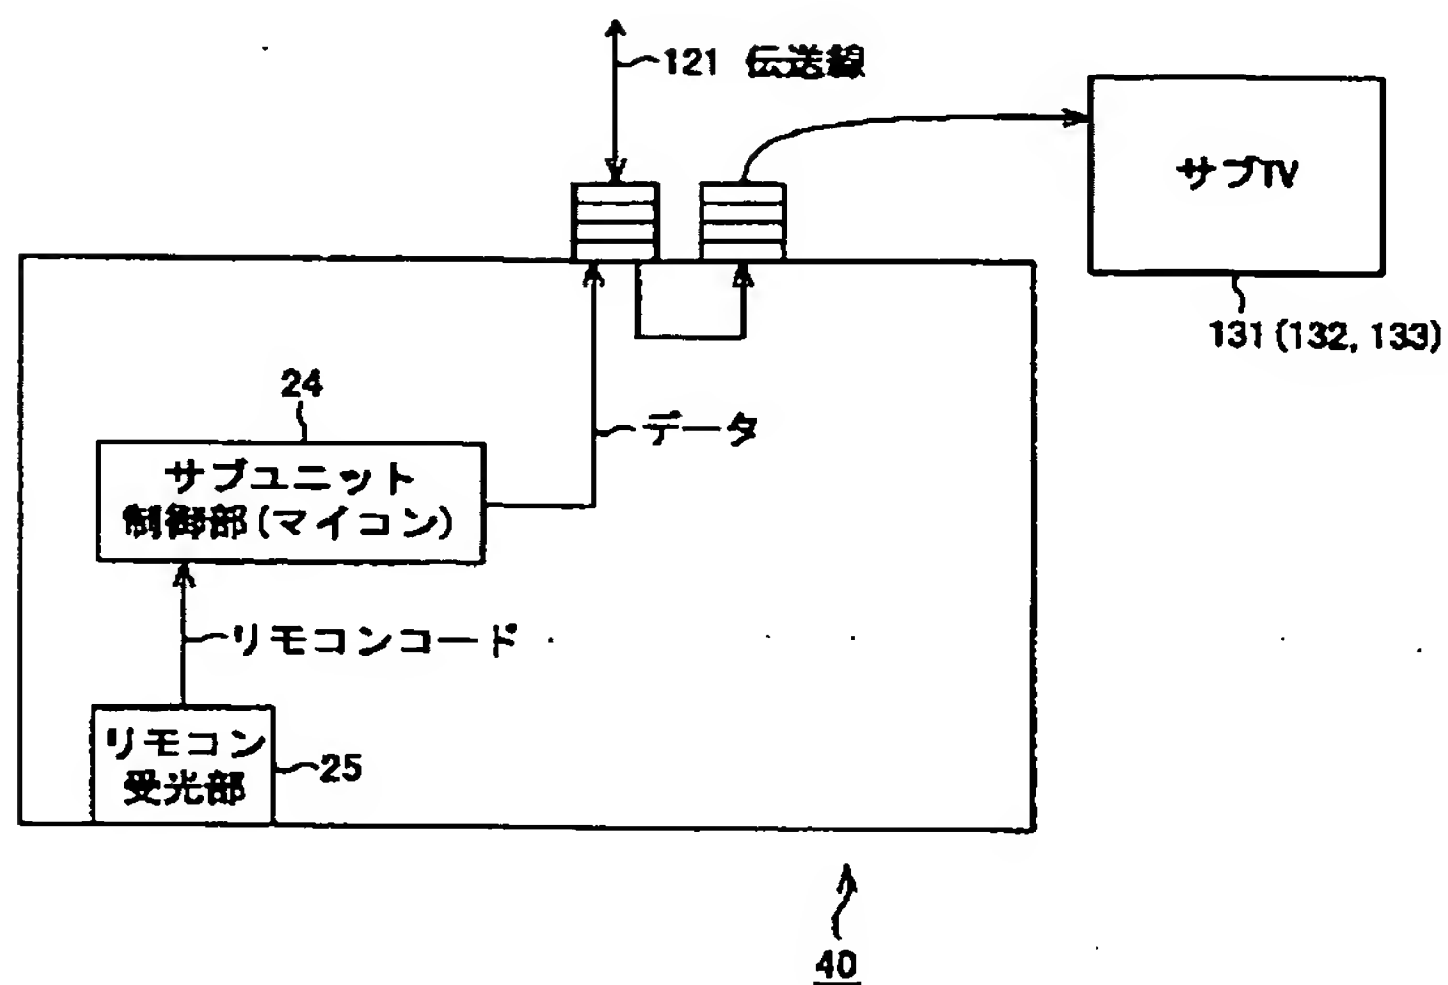 121 伝送線
サブTV
131 (132, 133)
24
サブユニット
制御部(マイコン)
データ
リモコンコード
リモコン
受光部
25
40